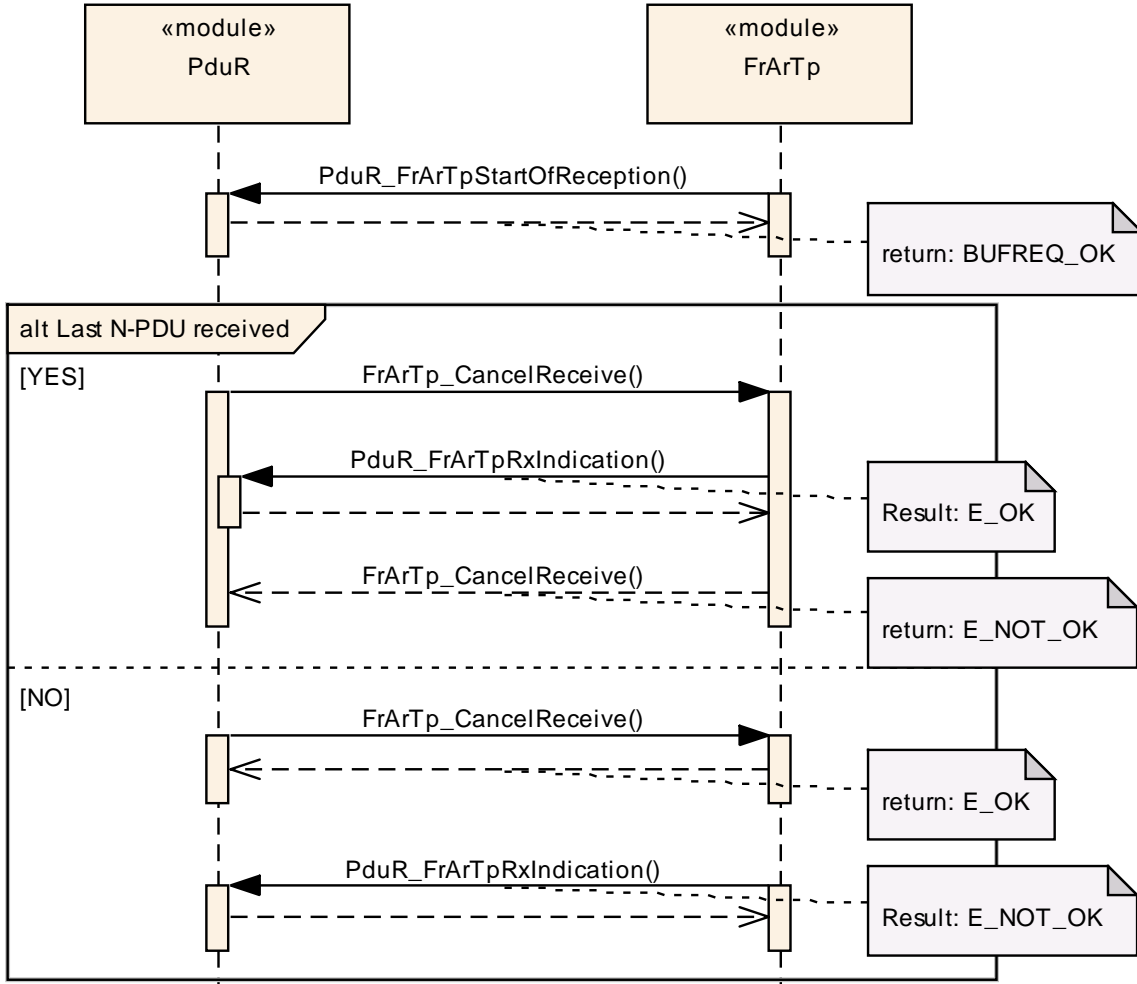 «module»
PduR
«module»
FrArTp
PduR_FrArTpStartOfReception()
return: BUFREQ_OK
alt Last N-PDU received
[YES]
FrArTp_CancelReceive()
PduR_FrArTpRxIndication()
Result: E_OK
FrArTp_CancelReceive()
return: E_NOT_OK
[NO]
FrArTp_CancelReceive()
return: E_OK
PduR_FrArTpRxIndication()
Result: E_NOT_OK